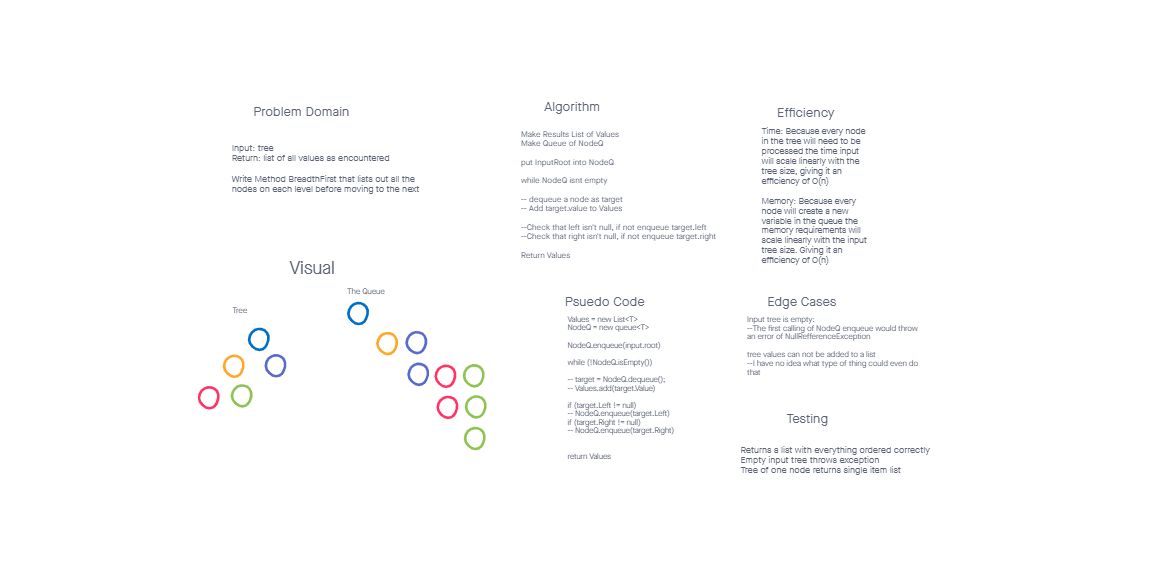 Problem Domain
Input: tree
Return: list of all values as encountered
Write Method BreadthFirst that lists out all the
nodes on each level before moving to the next
Visual
Tree
The Queue
Algorithm
Make Results List of Values
Make Queue of NodeQ
put InputRoot into NodeQ
while NodeQ isnt empty
-- dequeue a node as target
-- Add target.value to Values
--Check that left isn't null, if not enqueue target.left
--Check that right isn't null, if not enqueue target.right
Return Values
Psuedo Code
Values = new List<T>
NodeQ = new queue<T>
NodeQ.enqueue(input.root)
while (!NodeQ.isEmpty())
-- target = NodeQ.dequeue();
-- Values.add(target.Value)
if (target.Left != null)
-- NodeQ.enqueue(target.Left)
if (target.Right != null)
-- NodeQ.enqueue(target.Right)
return Values
Efficiency
Time: Because every node
in the tree will need to be
processed the time input
will scale linearly with the
tree size, giving it an
efficiency of O(n)
Memory: Because every
node will create a new
variable in the queue the
memory requirements will
scale linearly with the input
tree size. Giving it an
efficiency of O(n)
Edge Cases
Input tree is empty:
--The first calling of NodeQ enqueue would throw
an error of NullRefferenceException
tree values can not be added to a list
--I have no idea what type of thing could even do
that
Testing
Returns a list with everything ordered correctly
Empty input tree throws exception
Tree of one node returns single item list